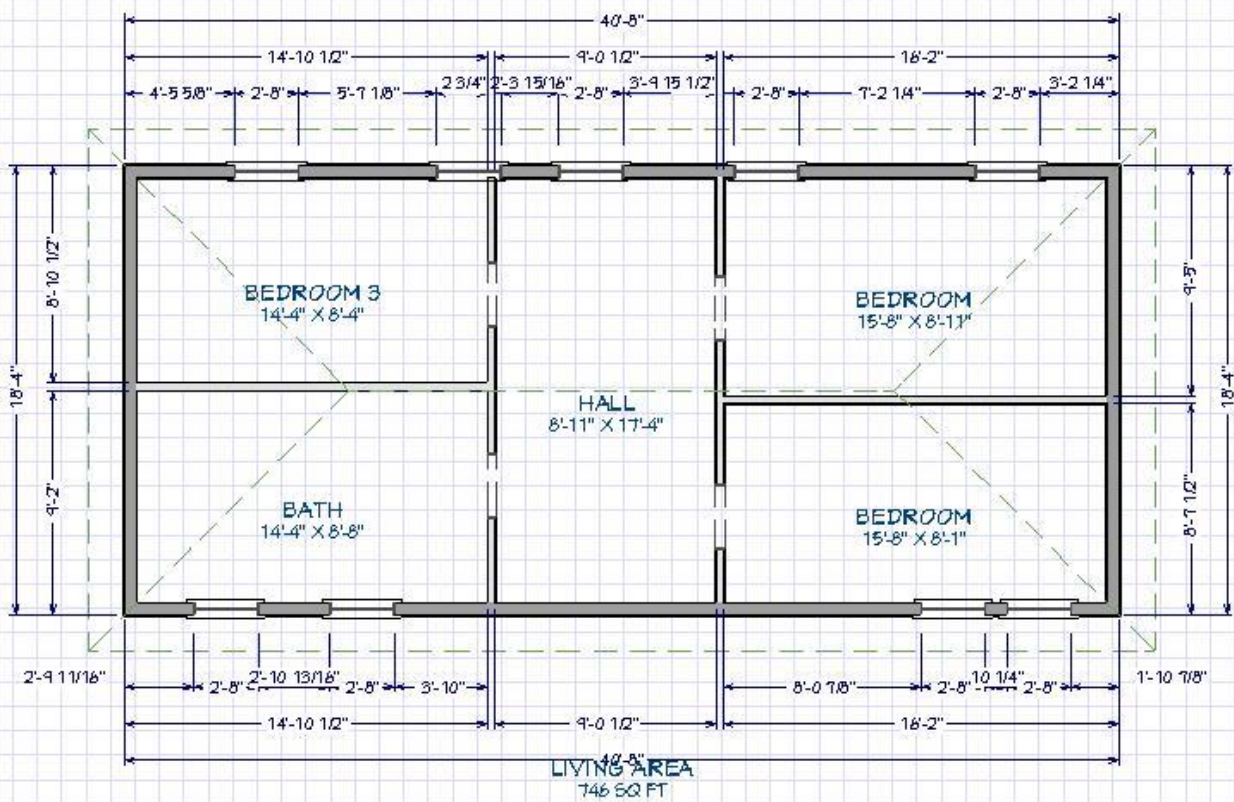 40'-8"
14'-10 1/2" 9'-0 1/2" 16'-2"
4'-5 5/8" 2'-8" 5'-7 1/8" 2 3/4" 2'-3 15/16" 2'-8" 3'-9 15 1/2" 2'-8" 7'-2 1/4" 2'-8" 3'-2 1/4"
8'-10 1/2"
9'-5"
BEDROOM 3
14'-4" X 8'-4"
BEDROOM
15'-8" X 8'-11"
18'-4"
18'-4"
HALL
8'-11" X 17'-4"
9'-2"
8'-7 1/2"
BATH
14'-4" X 8'-8"
BEDROOM
15'-8" X 8'-1"
2'-9 11/16" 2'-8" 2'-10 13/16" 2'-8" 3'-10" 8'-0 7/8" 2'-8" 10 1/4" 2'-8" 1'-10 7/8"
14'-10 1/2" 9'-0 1/2" 16'-2"
40'-8"
LIVING AREA
746 SQ FT